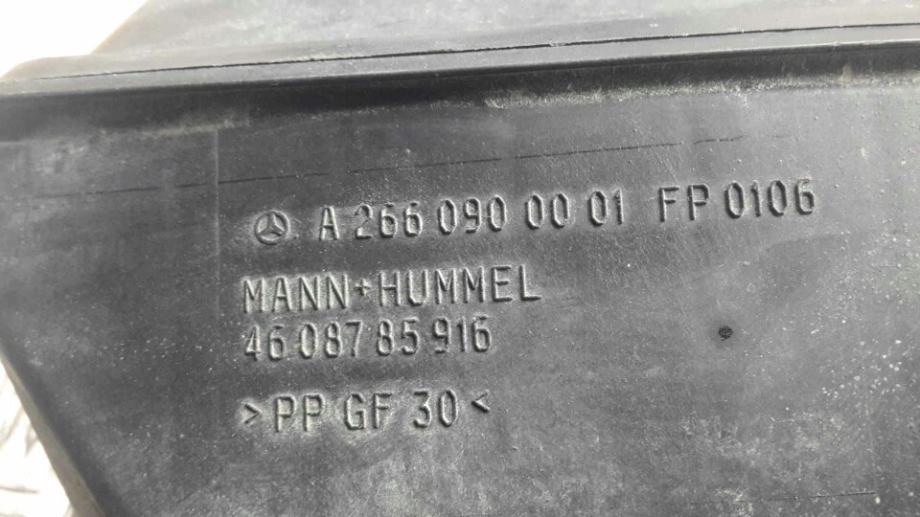 A 266 090 00 01 FP 0106
MANN+HUMMEL
46 087 85 916
>PP GF 30<